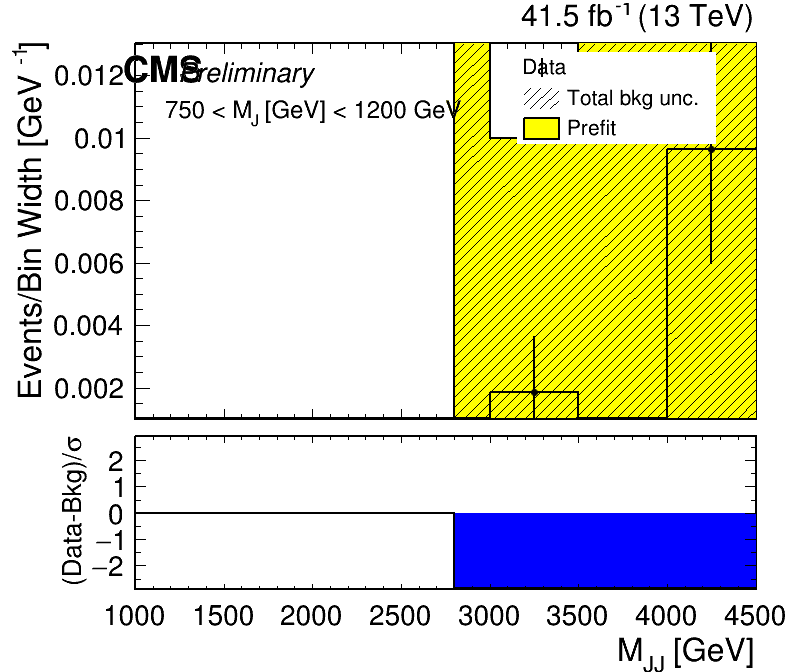 41.5 fb-1 (13 TeV)
CMS Preliminary
750 < MJ [GeV] < 1200 GeV
Data
Total bkg unc.
Prefit
Events/Bin Width [GeV-1]
0.012
0.01
0.008
0.006
0.004
0.002
(Data-Bkg)/σ
2
1
0
−1
−2
1000 1500 2000 2500 3000 3500 4000 4500
MJJ [GeV]